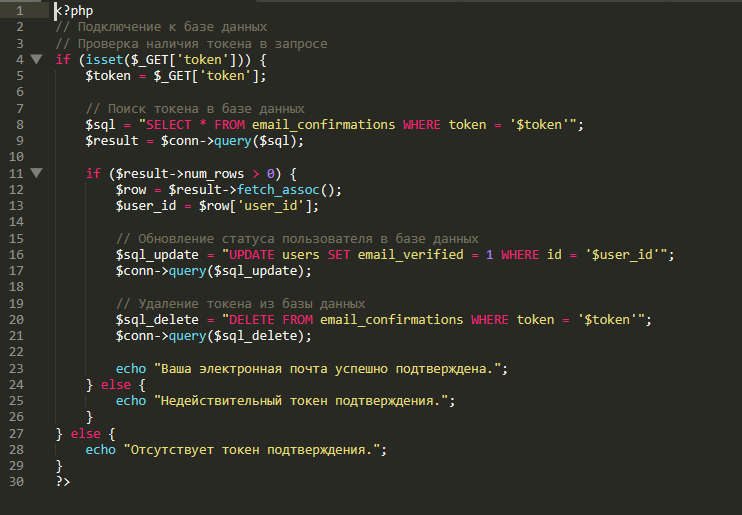 1 <?php
2 // Подключение к базе данных
3 // Проверка наличия токена в запросе
4 if (isset($_GET['token'])) {
5     $token = $_GET['token'];
6
7     // Поиск токена в базе данных
8     $sql = "SELECT * FROM email_confirmations WHERE token = '$token'";
9     $result = $conn->query($sql);
10
11     if ($result->num_rows > 0) {
12         $row = $result->fetch_assoc();
13         $user_id = $row['user_id'];
14
15         // Обновление статуса пользователя в базе данных
16         $sql_update = "UPDATE users SET email_verified = 1 WHERE id = '$user_id'";
17         $conn->query($sql_update);
18
19         // Удаление токена из базы данных
20         $sql_delete = "DELETE FROM email_confirmations WHERE token = '$token'";
21         $conn->query($sql_delete);
22
23         echo "Ваша электронная почта успешно подтверждена.";
24     } else {
25         echo "Недействительный токен подтверждения.";
26     }
27 } else {
28     echo "Отсутствует токен подтверждения.";
29 }
30 ?>